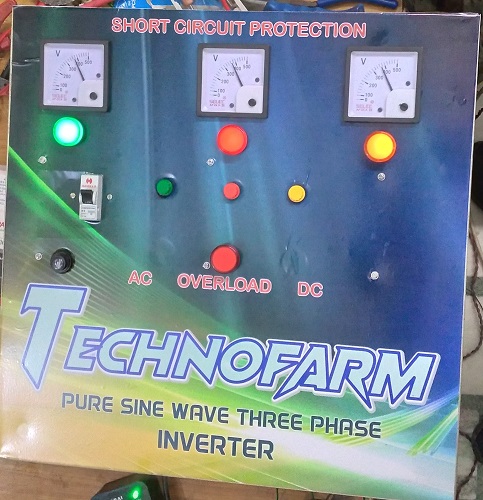 SHORT CIRCUIT PROTECTION
V
V
V
AC OVERLOAD DC
TECHNOFARM
PURE SINE WAVE THREE PHASE
INVERTER